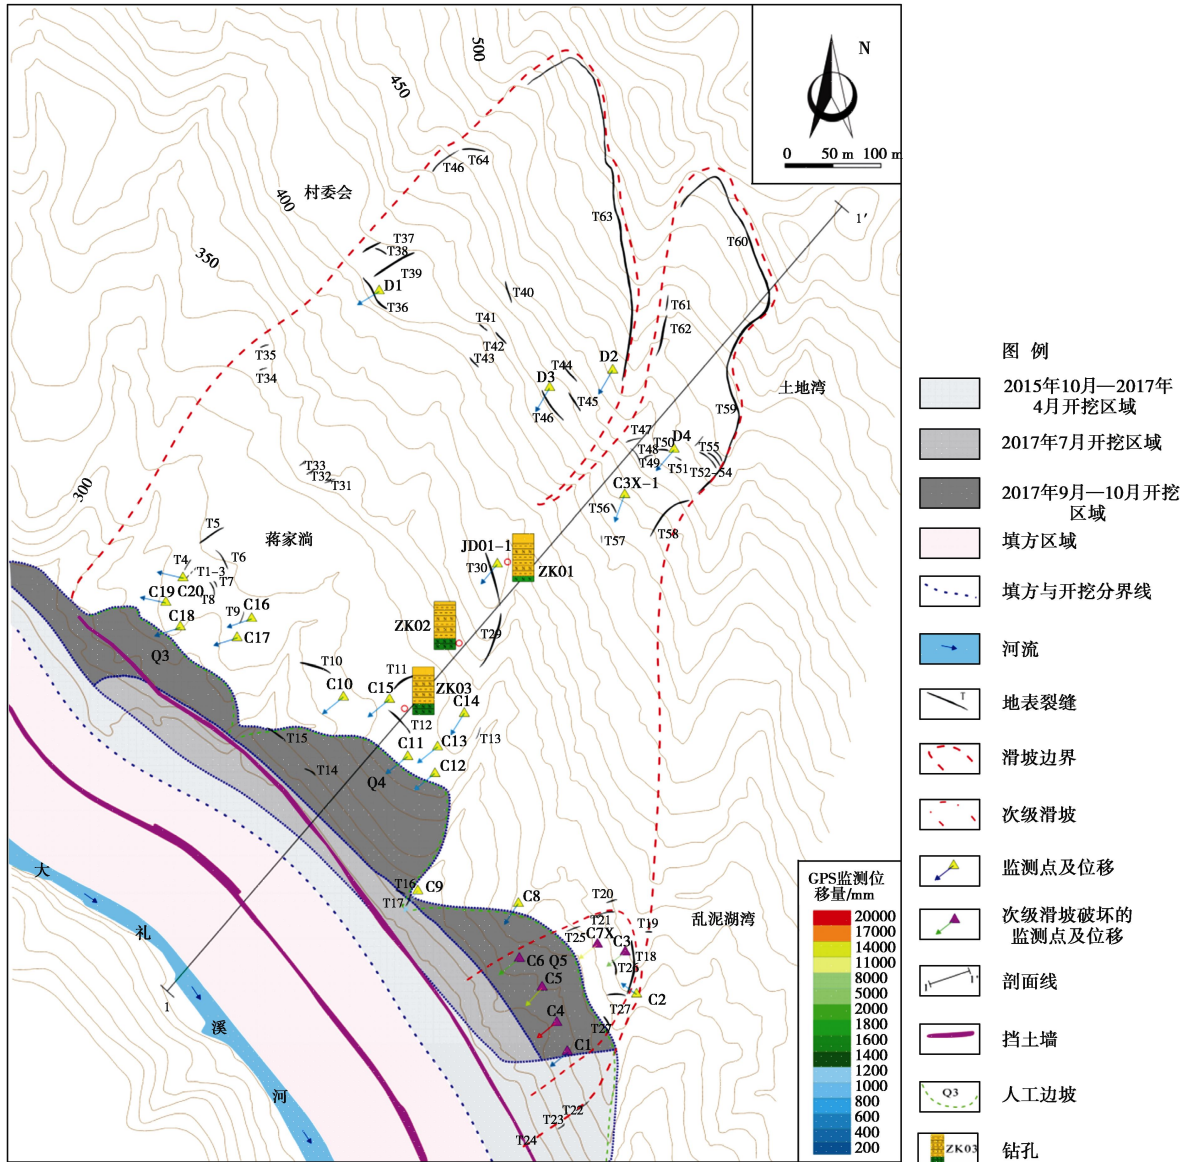 500
450
400
350
300
N
0 50 m 100 m
村委会
T46
T64
T37
T38
T39
D1
T36
T63
T60
1′
T40
T41
T42
T43
T61
T62
T35
T34
T44
D3
D2
T45
T46
土地湾
T59
T47
T48
T49
T50
D4
T51
T55
T52-54
C3X-1
T56
T57
T58
T33
T32
T31
T5
蒋家淌
T4
T6
T1-3
T7
T8
C19
C20
C18
T9
C16
C17
Q3
JD01-1
T30
ZK01
ZK02
T29
T10
T11
C10
C15
ZK03
C14
T12
T13
C11
C13
C12
T15
T14
Q4
T16
C9
T17
C8
T20
T21
T25
C7X
C3
T19
T18
T26
C6
Q5
C5
C2
T27
C4
T27
C1
T22
T23
T24
乱泥湖湾
大
礼
溪
河
1
GPS监测位
移量/mm
20000
17000
14000
11000
8000
5000
2000
1800
1600
1400
1200
1000
800
600
400
200
图 例
2015年10月—2017年
4月开挖区域
2017年7月开挖区域
2017年9月—10月开挖
区域
填方区域
填方与开挖分界线
河流
T
地表裂缝
滑坡边界
次级滑坡
监测点及位移
次级滑坡破坏的
监测点及位移
1
1′
剖面线
挡土墙
Q3
人工边坡
ZK03
钻孔